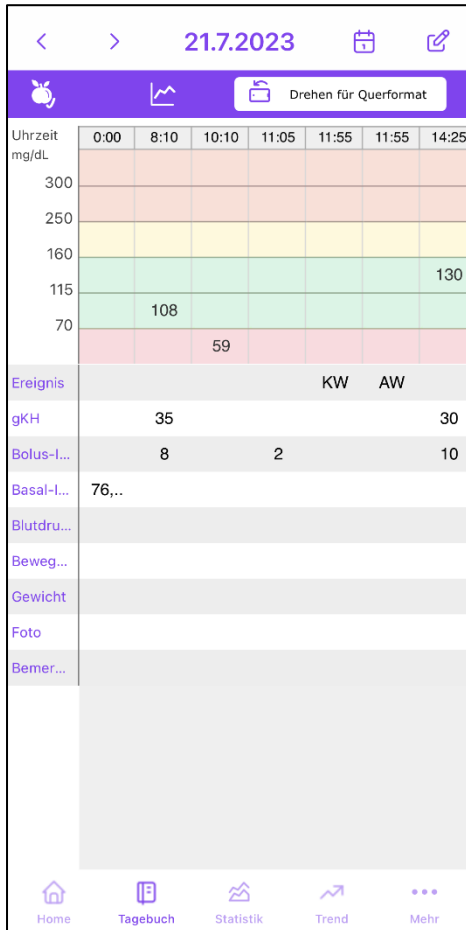 21.7.2023
Drehen für Querformat
Uhrzeit 0:00 8:10 10:10 11:05 11:55 11:55 14:25
mg/dL
300
250
160
130
115
108
70
59
Ereignis KW AW
gKH 35 30
Bolus-I... 8 2 10
Basal-I... 76,..
Blutdru...
Beweg...
Gewicht
Foto
Bemer...
Home Tagebuch Statistik Trend Mehr